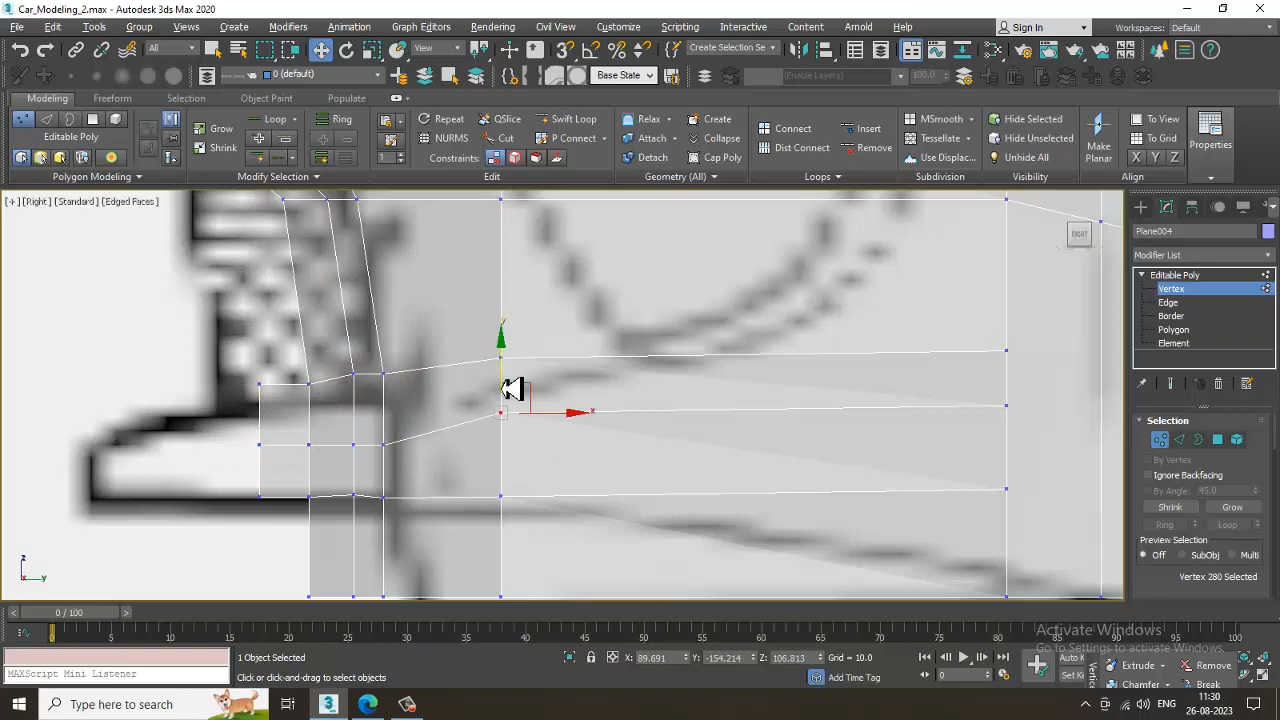 Car_Modeling_2.max - Autodesk 3ds Max 2020
File Edit Tools Group Views Create Modifiers Animation Graph Editors Rendering Civil View Customize Scripting Interactive Content Arnold Help Sign In Workspaces: Default
All View Create Selection Se
0 (default) Base State (Enable Layers) 100.0
Modeling Freeform Selection Object Paint Populate
Editable Poly
Grow Shrink Loop Ring
Repeat QSlice Swift Loop Relax Create
NURMS Cut P Connect Attach Collapse
Constraints: Detach Cap Poly
Connect Insert
Dist Connect Remove
MSmooth Tessellate Use Displac...
Hide Selected Hide Unselected Unhide All
Make Planar
To View To Grid X Y Z
Properties
Polygon Modeling Modify Selection Edit Geometry (All) Loops Subdivision Visibility Align
[+] [Right] [Standard] [Edged Faces]
RIGHT
y
x
z
x y
Plane004
Modifier List
Editable Poly
Vertex
Edge
Border
Polygon
Element
Selection
By Vertex
Ignore Backfacing
By Angle: 45.0
Shrink Grow
Ring Loop
Preview Selection
Off SubObj Multi
Vertex 280 Selected
0 / 100
0 5 10 15 20 25 30 35 40 45 50 55 60 65 70 75 80 85 90 95 100
Activate Windows
Go to Settings to activate Windows.
1 Object Selected
Click or click-and-drag to select objects
MAXScript Mini Listener
X: 89.691 Y: -154.214 Z: 106.813 Grid = 10.0
Add Time Tag
0
Auto K
Set Ke
Vertic
Extrude Remove
Chamfer Break
Type here to search
ENG
11:30
26-08-2023